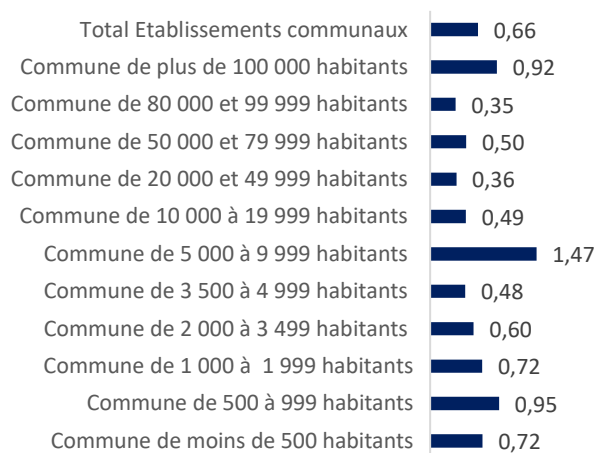 Total Etablissements communaux 0,66
Commune de plus de 100 000 habitants 0,92
Commune de 80 000 et 99 999 habitants 0,35
Commune de 50 000 et 79 999 habitants 0,50
Commune de 20 000 et 49 999 habitants 0,36
Commune de 10 000 à 19 999 habitants 0,49
Commune de 5 000 à 9 999 habitants 1,47
Commune de 3 500 à 4 999 habitants 0,48
Commune de 2 000 à 3 499 habitants 0,60
Commune de 1 000 à  1 999 habitants 0,72
Commune de 500 à 999 habitants 0,95
Commune de moins de 500 habitants 0,72